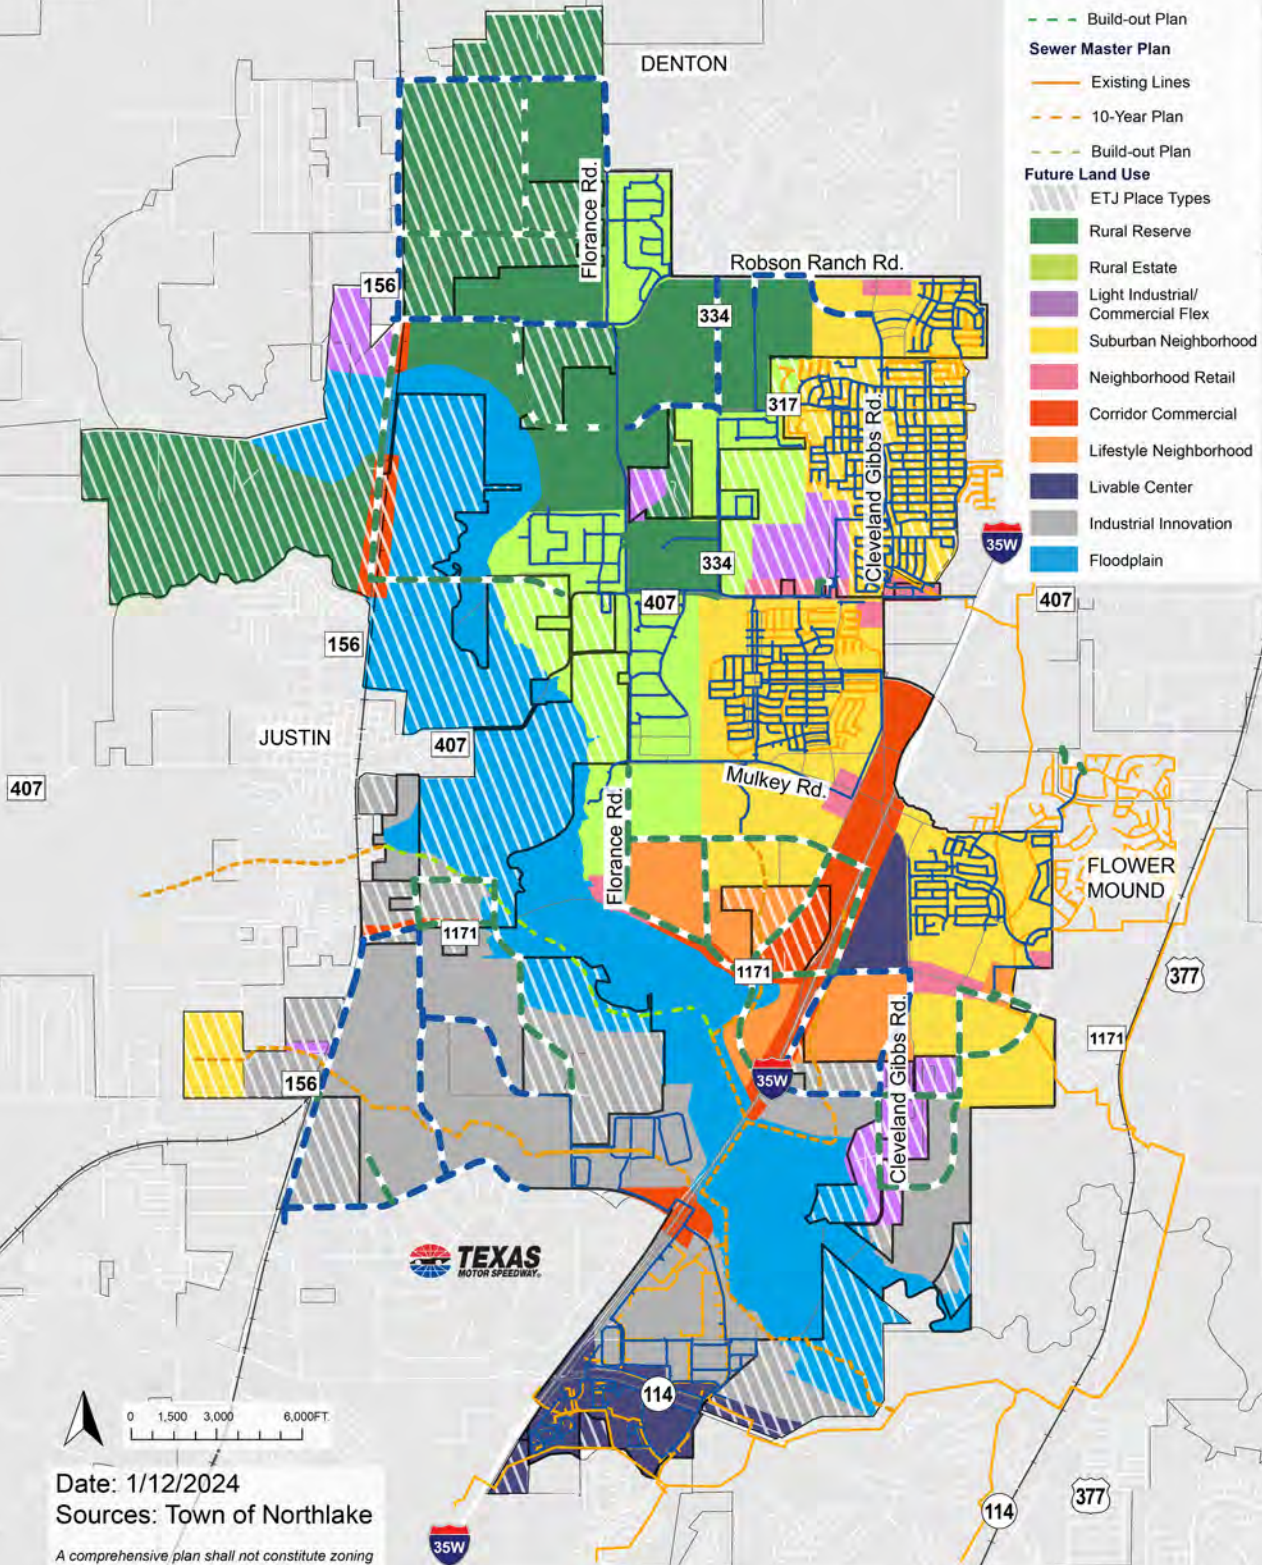 Build-out Plan
Sewer Master Plan
Existing Lines
10-Year Plan
Build-out Plan
Future Land Use
ETJ Place Types
Rural Reserve
Rural Estate
Light Industrial/
Commercial Flex
Suburban Neighborhood
Neighborhood Retail
Corridor Commercial
Lifestyle Neighborhood
Livable Center
Industrial Innovation
Floodplain
DENTON
Florance Rd.
Robson Ranch Rd.
156
334
317
Cleveland Gibbs Rd.
35W
334
407
407
156
JUSTIN
407
407
Mulkey Rd.
Florance Rd.
FLOWER
MOUND
1171
1171
377
Cleveland Gibbs Rd.
1171
35W
156
TEXAS
MOTOR SPEEDWAY.
114
0 1,500 3,000 6,000FT.
Date: 1/12/2024
Sources: Town of Northlake
A comprehensive plan shall not constitute zoning
35W
114
377